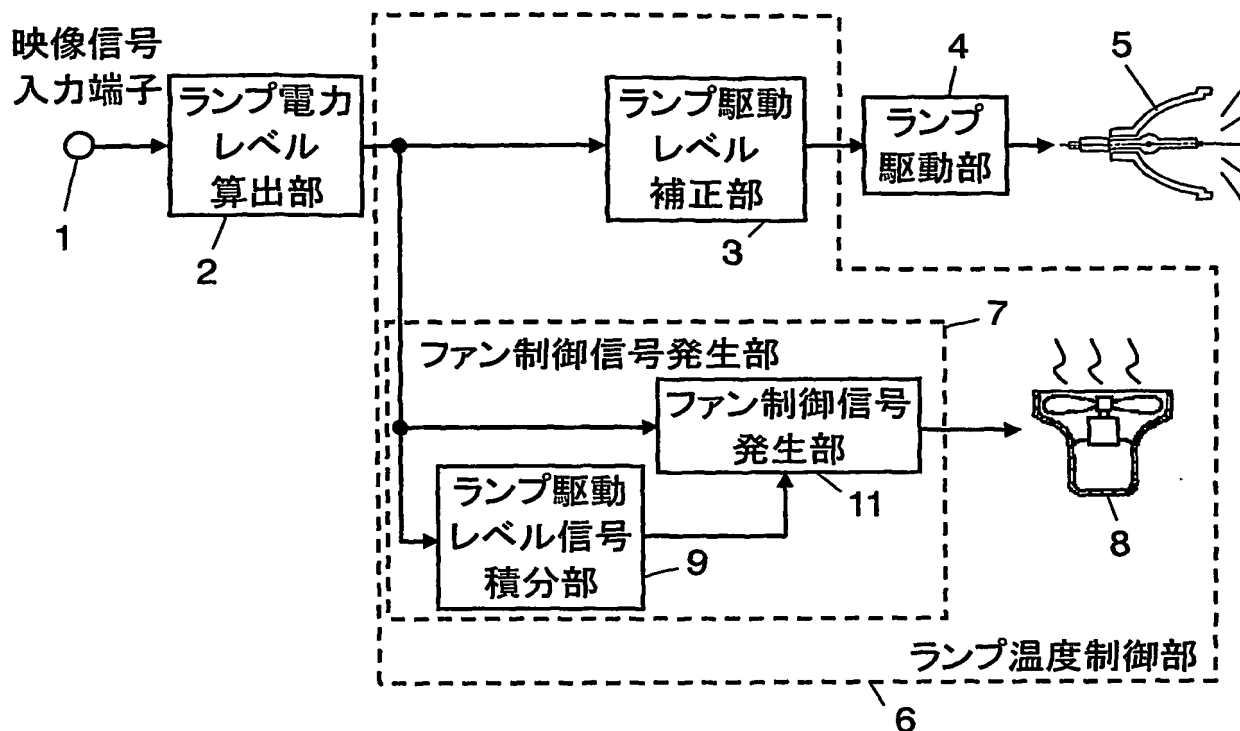 映像信号
入力端子
1
ランプ電力
レベル
算出部
2
ランプ駆動
レベル
補正部
3
4
ランプ
駆動部
5
7
ファン制御信号発生部
ファン制御信号
発生部
11
ランプ駆動
レベル信号
積分部
9
8
ランプ温度制御部
6